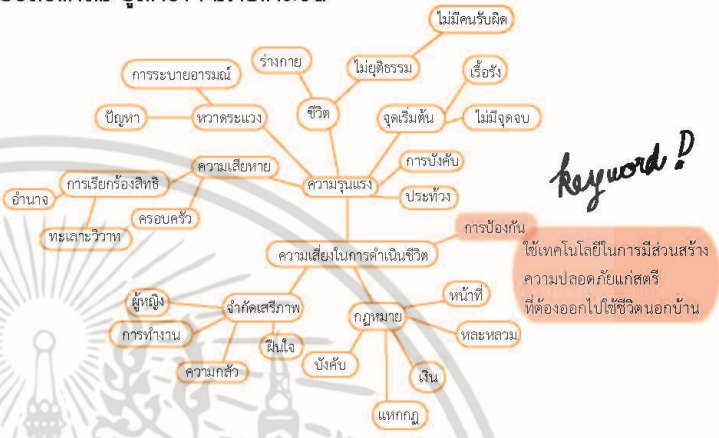 ไม่มีคนรับผิด
ร่างกาย
การระบายอารมณ์
ไม่ยุติธรรม
เรื้อรัง
ชีวิต
ปัญหา
หวาดระแวง
จุดเริ่มต้น
ไม่มีจุดจบ
keyword!
การบังคับ
ความเสียหาย
การเรียกร้องสิทธิ
ความรุนแรง
ประท้วง
อำนาจ
ครอบครัว
การป้องกัน
ทะเลาะวิวาท
ความเสี่ยงในการดำเนินชีวิต
ใช้เทคโนโลยีในการมีส่วนสร้าง
ความปลอดภัยแก่สตรี
ที่ต้องออกไปใช้ชีวิตนอกบ้าน
ผู้หญิง
จำกัดเสรีภาพ
หน้าที่
กฏหมาย
การทำงาน
ฝืนใจ
หละหลวม
บังคับ
ความกลัว
เงิน
แหกกฏ